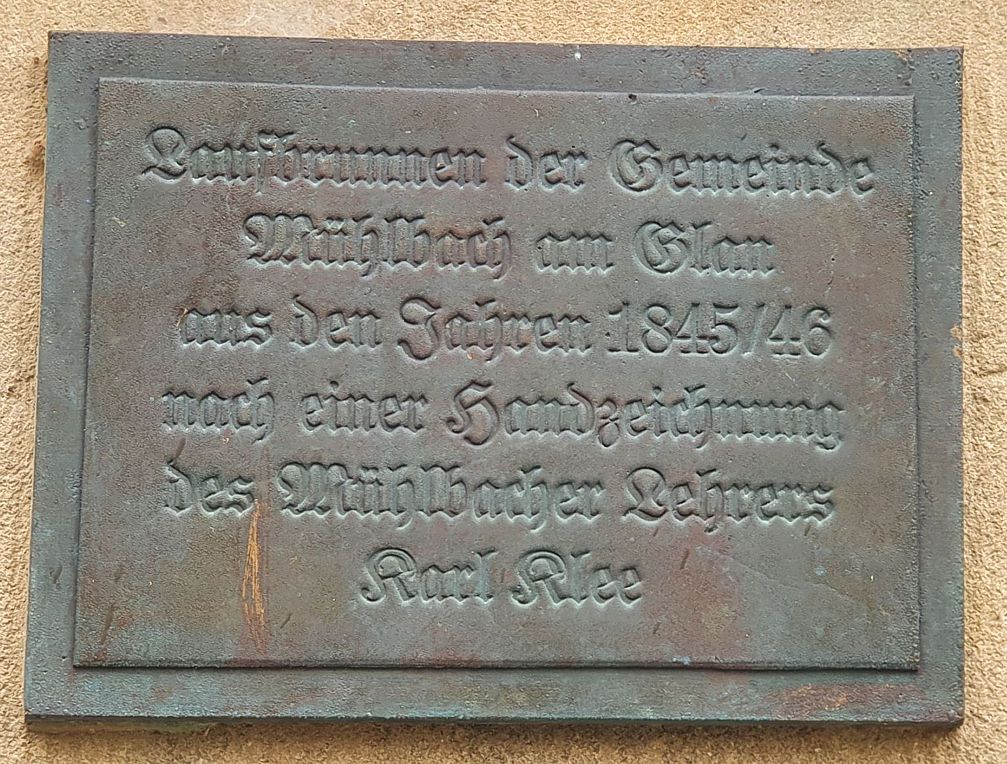 Laufbrunnen der Gemeinde
Mühlbach am Glan
aus den Jahren 1845/46
nach einer Handzeichnung
des Mühlbacher Lehrers
Karl Klee